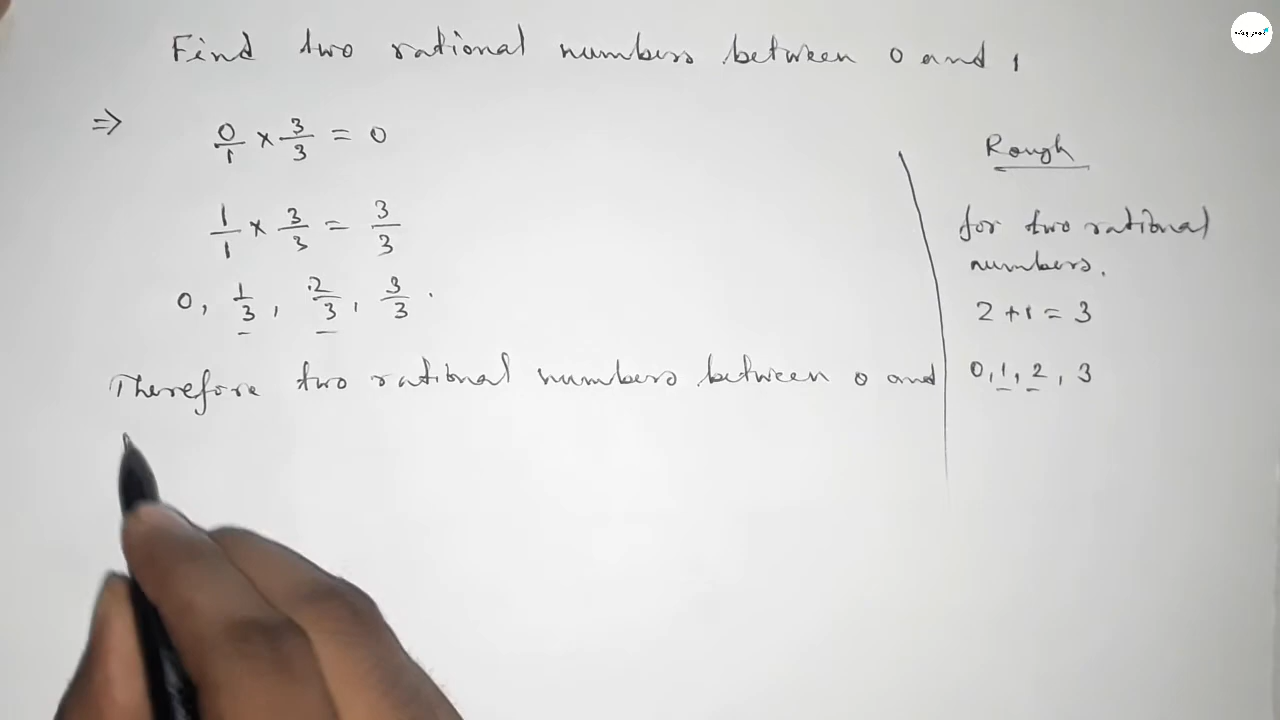 Find two rational numbers between 0 and 1
⇒ 0/1 × 3/3 = 0
1/1 × 3/3 = 3/3
0, 1/3, 2/3, 3/3.
Therefore two rational numbers between 0 and
1
Rough
for two rational
numbers.
2+1=3
0,1,2,3